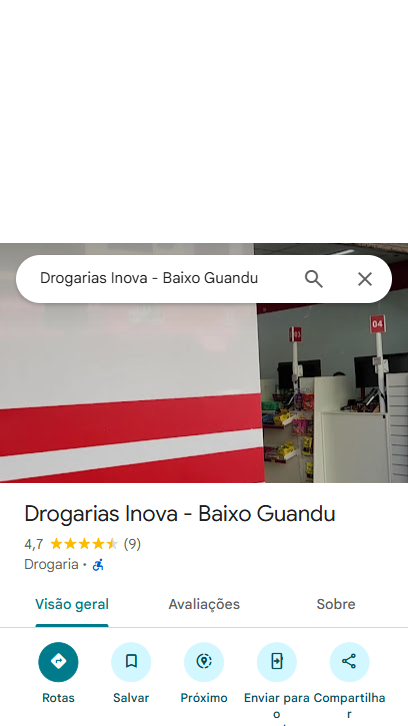 Drogarias Inova - Baixo Guandu
03
04
Drogarias Inova - Baixo Guandu
4,7 (9)
Drogaria ·
Visão geral Avaliações Sobre
Rotas Salvar Próximo Enviar para o Compartilhar